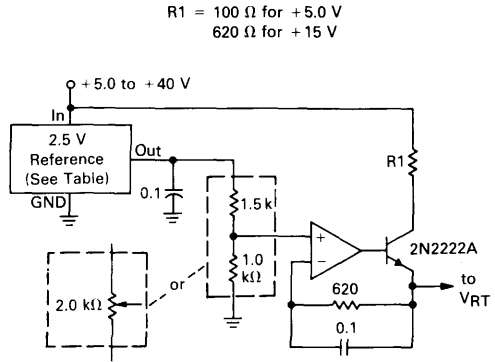 R1 = 100 Ω for +5.0 V
620 Ω for +15 V
+5.0 to +40 V
In
2.5 V
Reference
(See Table)
Out
GND
0.1
1.5 k
1.0
kΩ
2.0 kΩ
or
+
−
R1
2N2222A
to
VRT
620
0.1